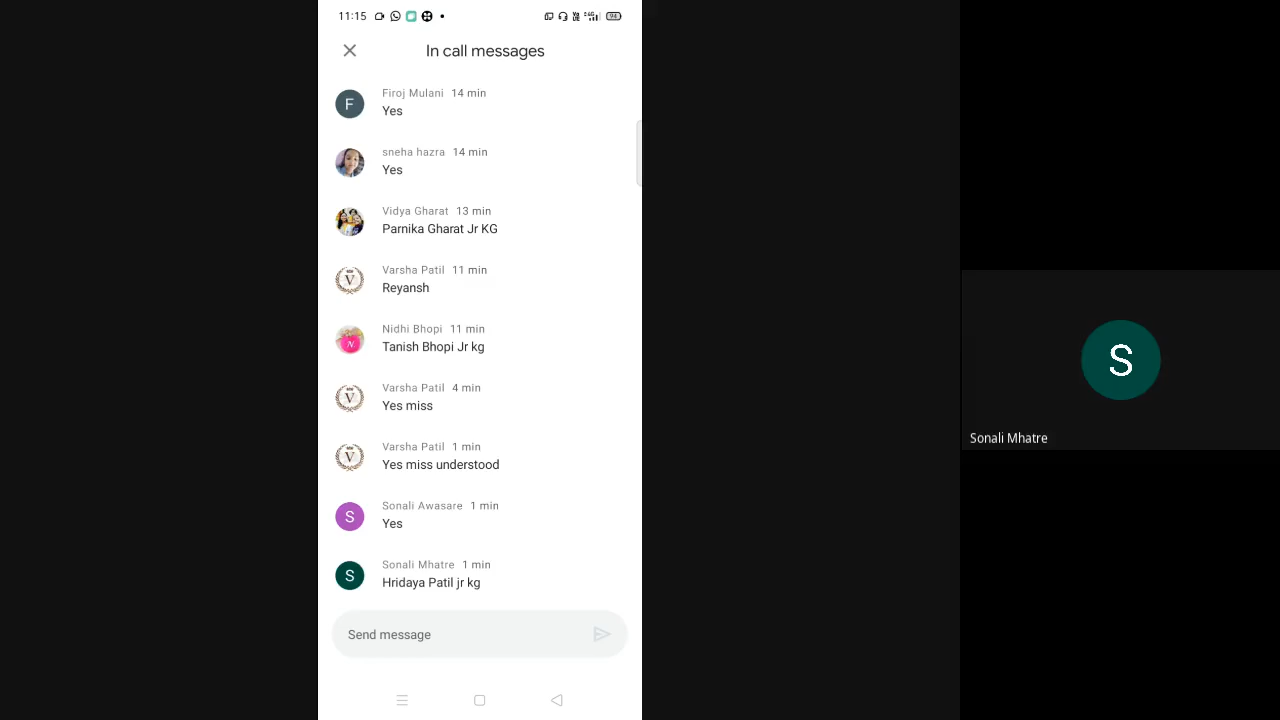 11:15
In call messages
F
Firoj Mulani 14 min
Yes
sneha hazra 14 min
Yes
Vidya Gharat 13 min
Parnika Gharat Jr KG
V
Varsha Patil 11 min
Reyansh
N
Nidhi Bhopi 11 min
Tanish Bhopi Jr kg
V
Varsha Patil 4 min
Yes miss
V
Varsha Patil 1 min
Yes miss understood
S
Sonali Awasare 1 min
Yes
S
Sonali Mhatre 1 min
Hridaya Patil jr kg
Send message
S
Sonali Mhatre